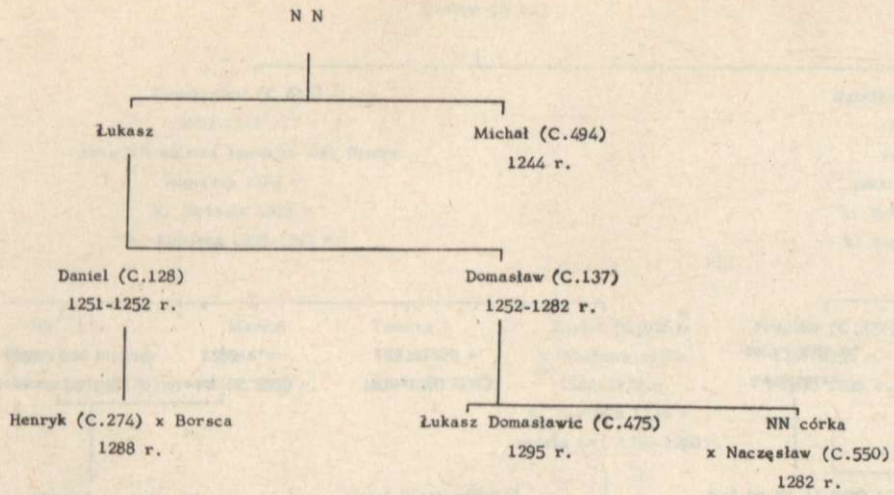 N N
Łukasz
Michał (C.494)
1244 r.
Daniel (C.128)
1251-1252 r.
Domasław (C.137)
1252-1282 r.
Henryk (C.274) x Borsca
1288 r.
Łukasz Domasławic (C.475)
1295 r.
NN córka
x Naczęsław (C.550)
1282 r.